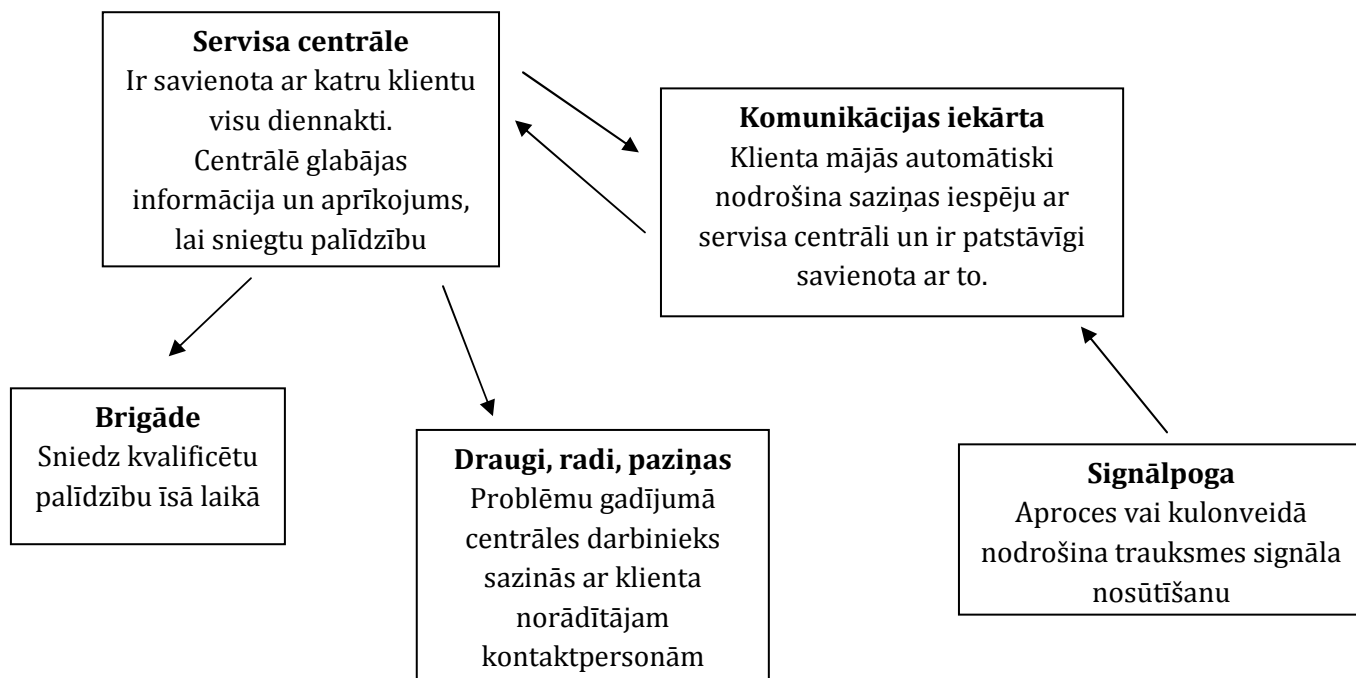 Servisa centrāle
Ir savienota ar katru klientu
visu diennakti.
Centrālē glabājas
informācija un aprīkojums,
lai sniegtu palīdzību
Komunikācijas iekārta
Klienta mājās automātiski
nodrošina saziņas iespēju ar
servisa centrāli un ir patstāvīgi
savienota ar to.
Brigāde
Sniedz kvalificētu
palīdzību īsā laikā
Draugi, radi, paziņas
Problēmu gadījumā
centrāles darbinieks
sazinās ar klienta
norādītājam
kontaktpersonām
Signālpoga
Aproces vai kulonveidā
nodrošina trauksmes signāla
nosūtīšanu